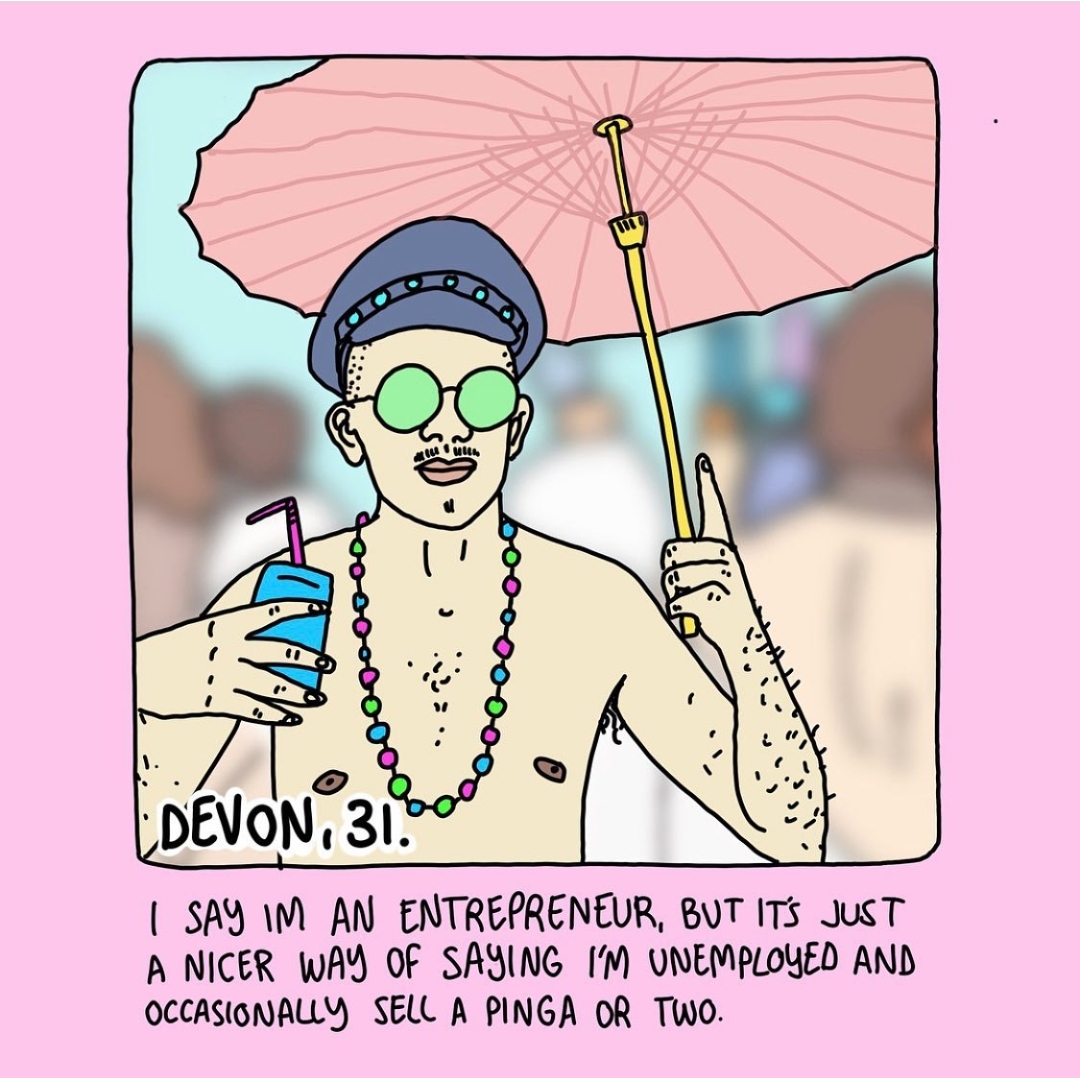 DEVON, 31.
I SAY IM AN ENTREPRENEUR, BUT IT'S JUST
A NICER WAY OF SAYING I'M UNEMPLOYED AND
OCCASIONALLY SELL A PINGA OR TWO.